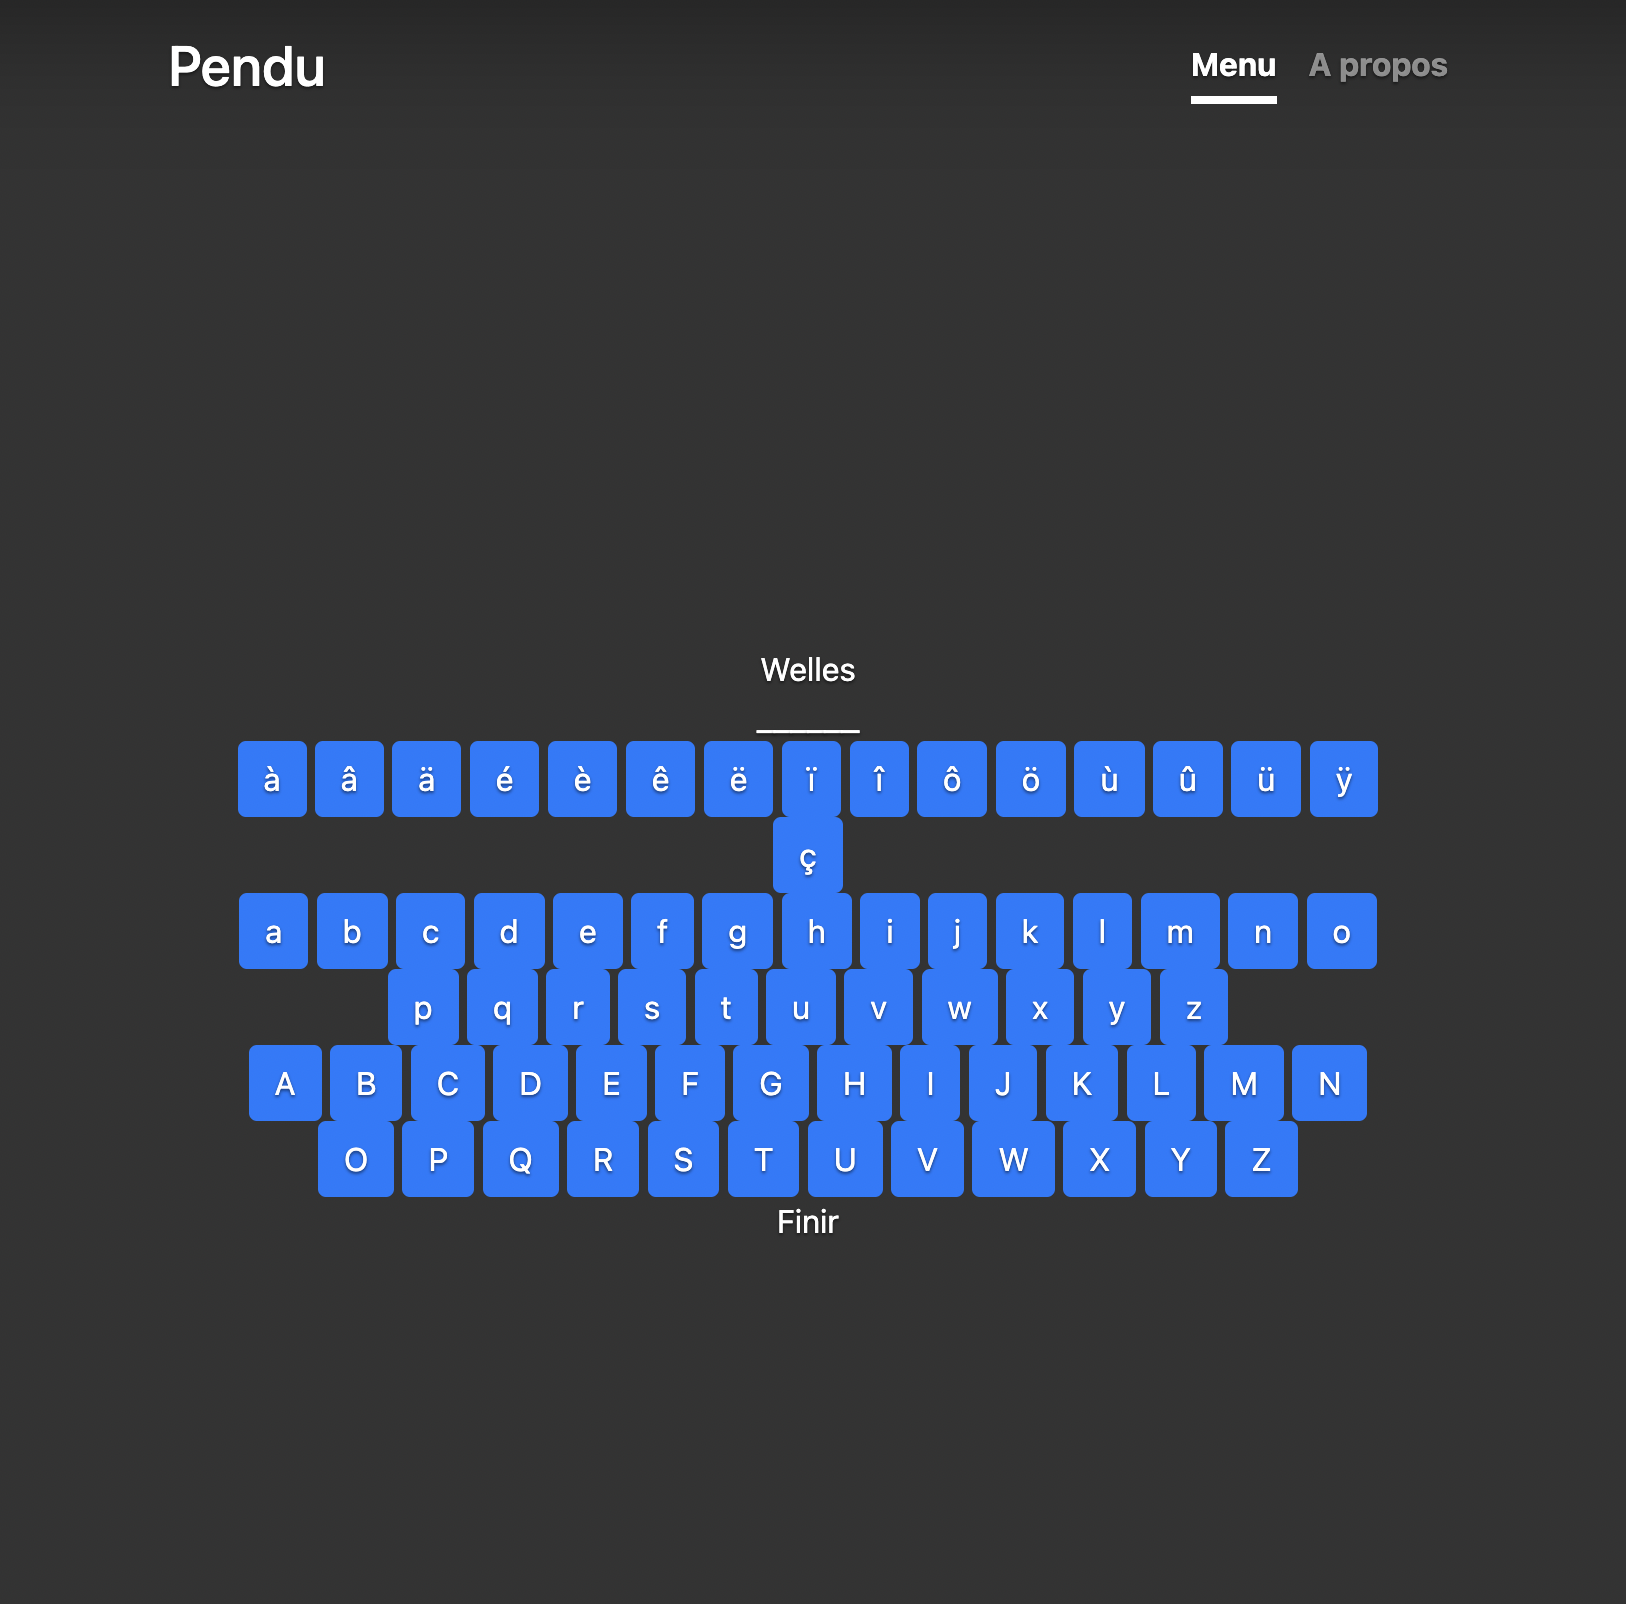 Pendu
Menu A propos
Welles
______
à â ä é è ê ë ï î ô ö ù û ü ÿ
ç
a b c d e f g h i j k l m n o
p q r s t u v w x y z
A B C D E F G H I J K L M N
O P Q R S T U V W X Y Z
Finir